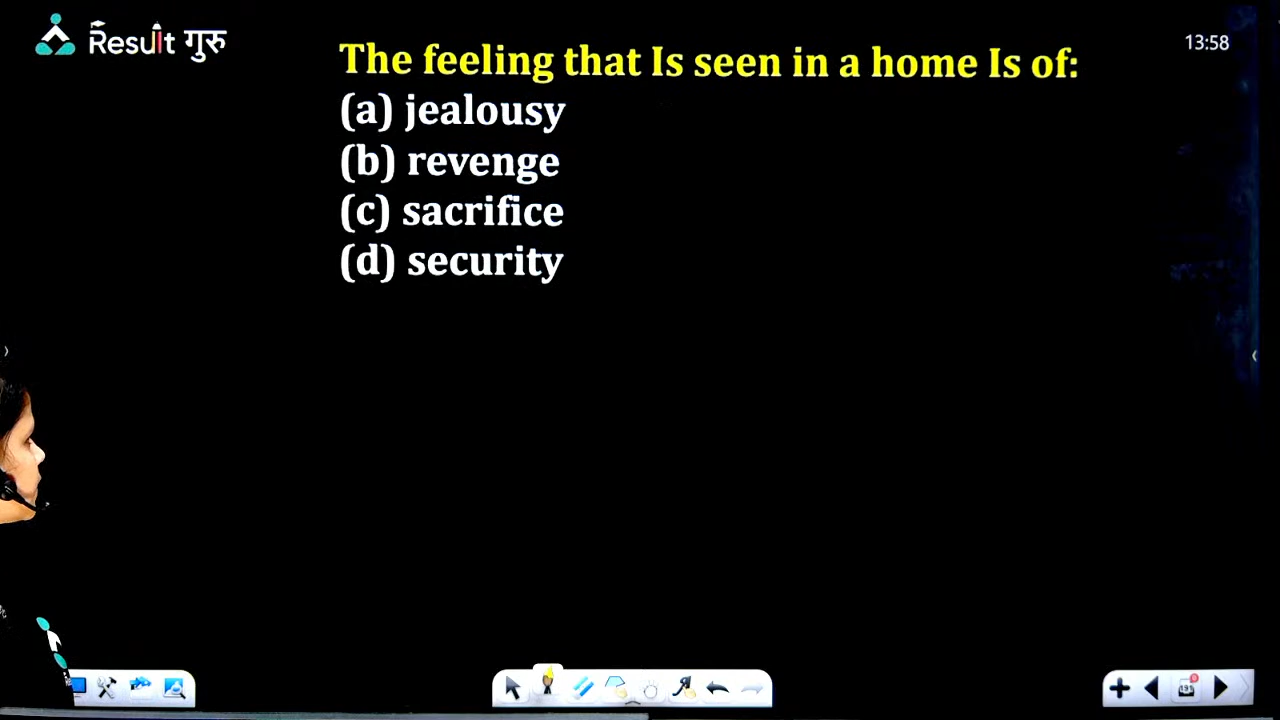 Result गुरु
13:58
The feeling that Is seen in a home Is of:
(a) jealousy
(b) revenge
(c) sacrifice
(d) security